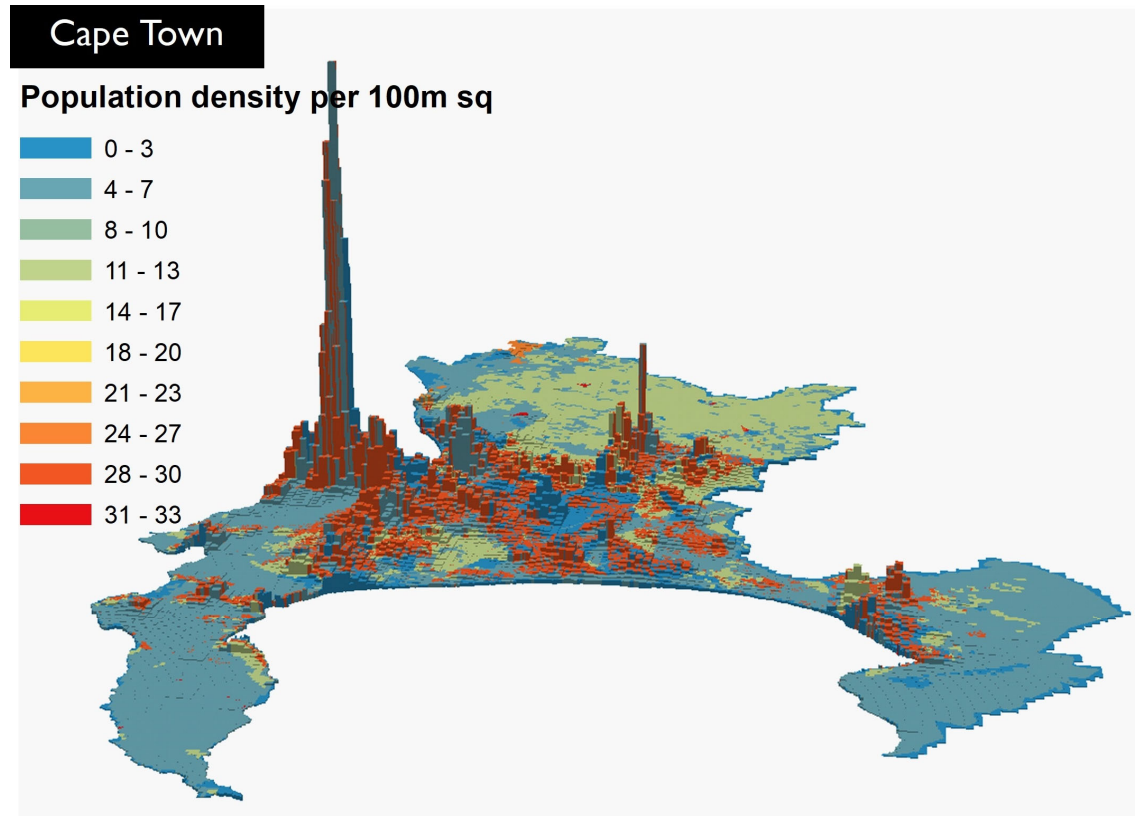 Cape Town
Population density per 100m sq
0 - 3
4 - 7
8 - 10
11 - 13
14 - 17
18 - 20
21 - 23
24 - 27
28 - 30
31 - 33